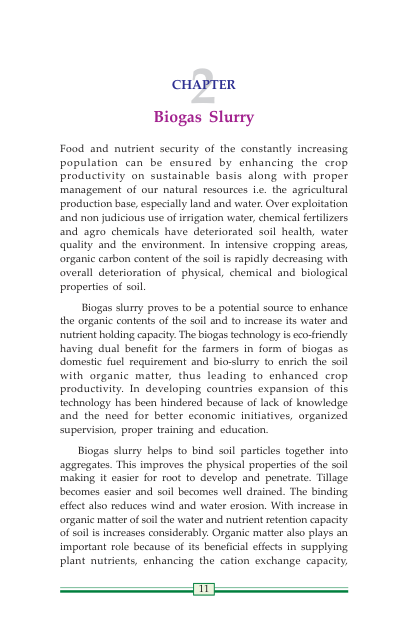 2
CHAPTER
Biogas Slurry
Food and nutrient security of the constantly increasing
population can be ensured by enhancing the crop
productivity on sustainable basis along with proper
management of our natural resources i.e. the agricultural
production base, especially land and water. Over exploitation
and non judicious use of irrigation water, chemical fertilizers
and agro chemicals have deteriorated soil health, water
quality and the environment. In intensive cropping areas,
organic carbon content of the soil is rapidly decreasing with
overall deterioration of physical, chemical and biological
properties of soil.
Biogas slurry proves to be a potential source to enhance
the organic contents of the soil and to increase its water and
nutrient holding capacity. The biogas technology is eco-friendly
having dual benefit for the farmers in form of biogas as
domestic fuel requirement and bio-slurry to enrich the soil
with organic matter, thus leading to enhanced crop
productivity. In developing countries expansion of this
technology has been hindered because of lack of knowledge
and the need for better economic initiatives, organized
supervision, proper training and education.
Biogas slurry helps to bind soil particles together into
aggregates. This improves the physical properties of the soil
making it easier for root to develop and penetrate. Tillage
becomes easier and soil becomes well drained. The binding
effect also reduces wind and water erosion. With increase in
organic matter of soil the water and nutrient retention capacity
of soil is increases considerably. Organic matter also plays an
important role because of its beneficial effects in supplying
plant nutrients, enhancing the cation exchange capacity,
11